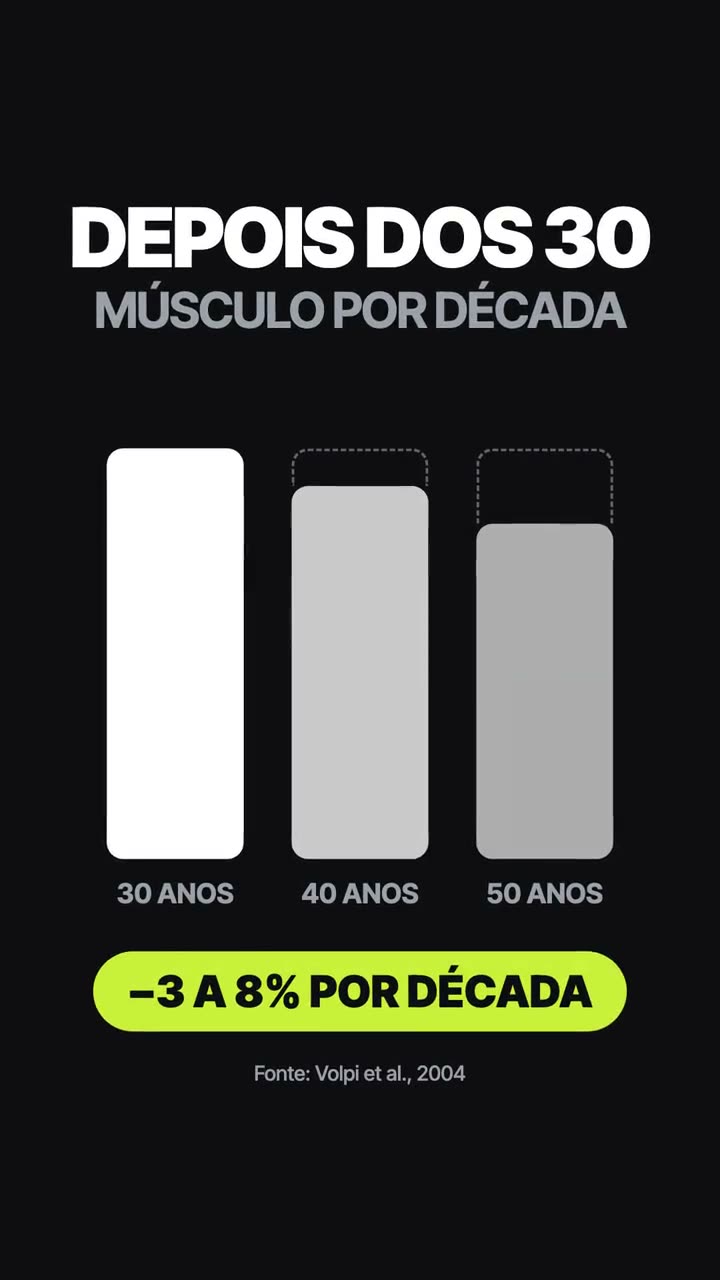 DEPOIS DOS 30
MÚSCULO POR DÉCADA
30 ANOS
40 ANOS
50 ANOS
–3 A 8% POR DÉCADA
Fonte: Volpi et al., 2004